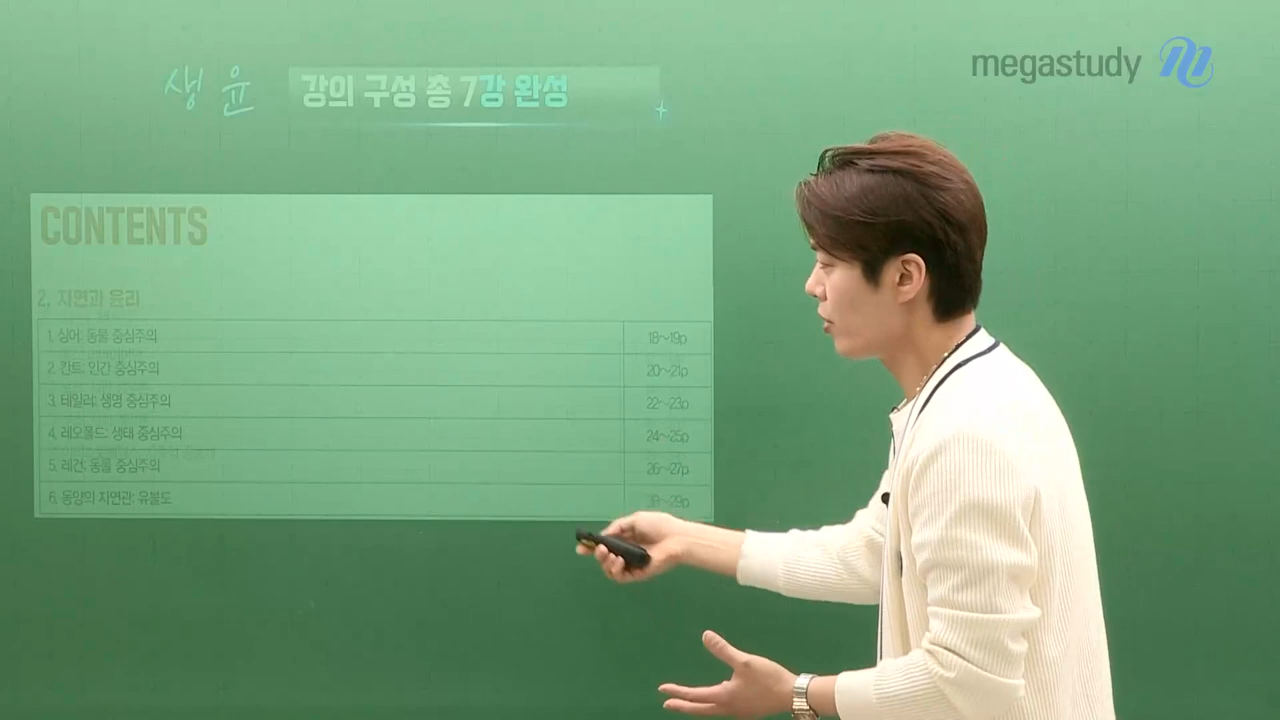 megastudy
생윤 강의 구성 총 7강 완성
CONTENTS
2. 자연과 윤리
1. 싱어: 동물 중심주의 18~19p
2. 칸트: 인간 중심주의 20~21p
3. 테일러: 생명 중심주의 22~23p
4. 레오폴드: 생태 중심주의 24~25p
5. 레건: 동물 중심주의 26~27p
6. 동양의 자연관: 유불도